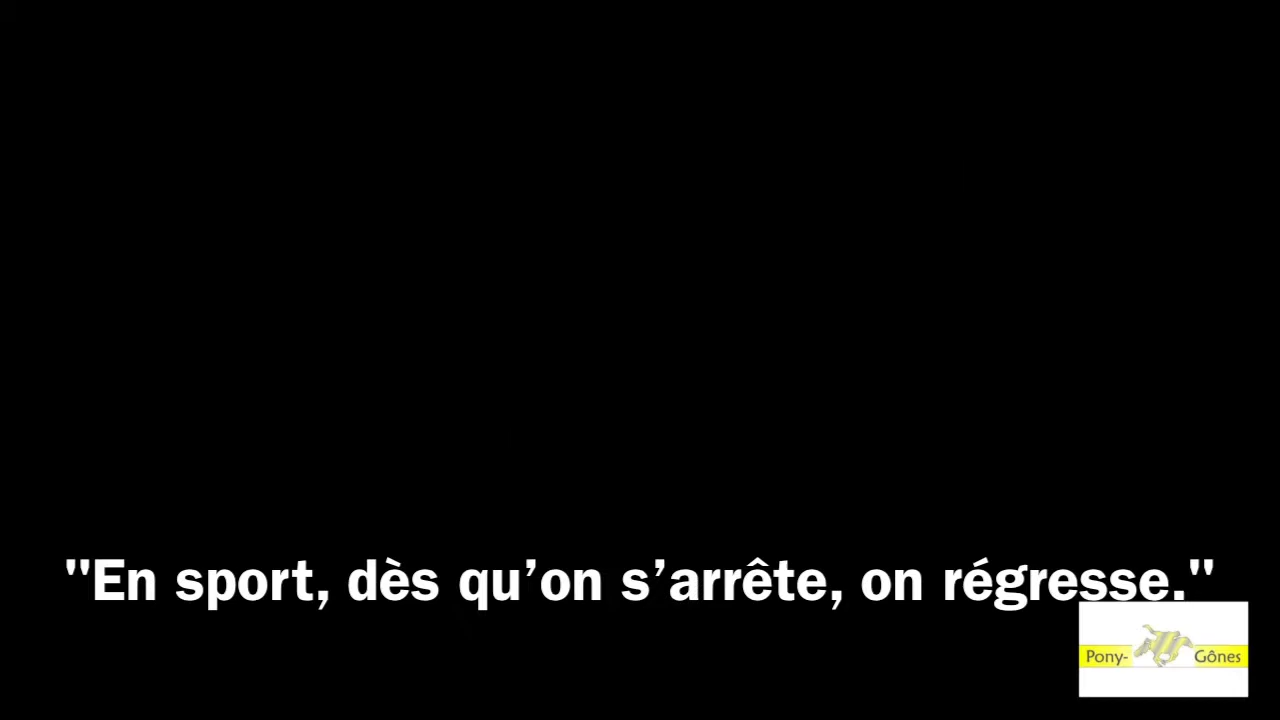 "En sport, dès qu’on s’arrête, on régresse."
Pony- Gônes